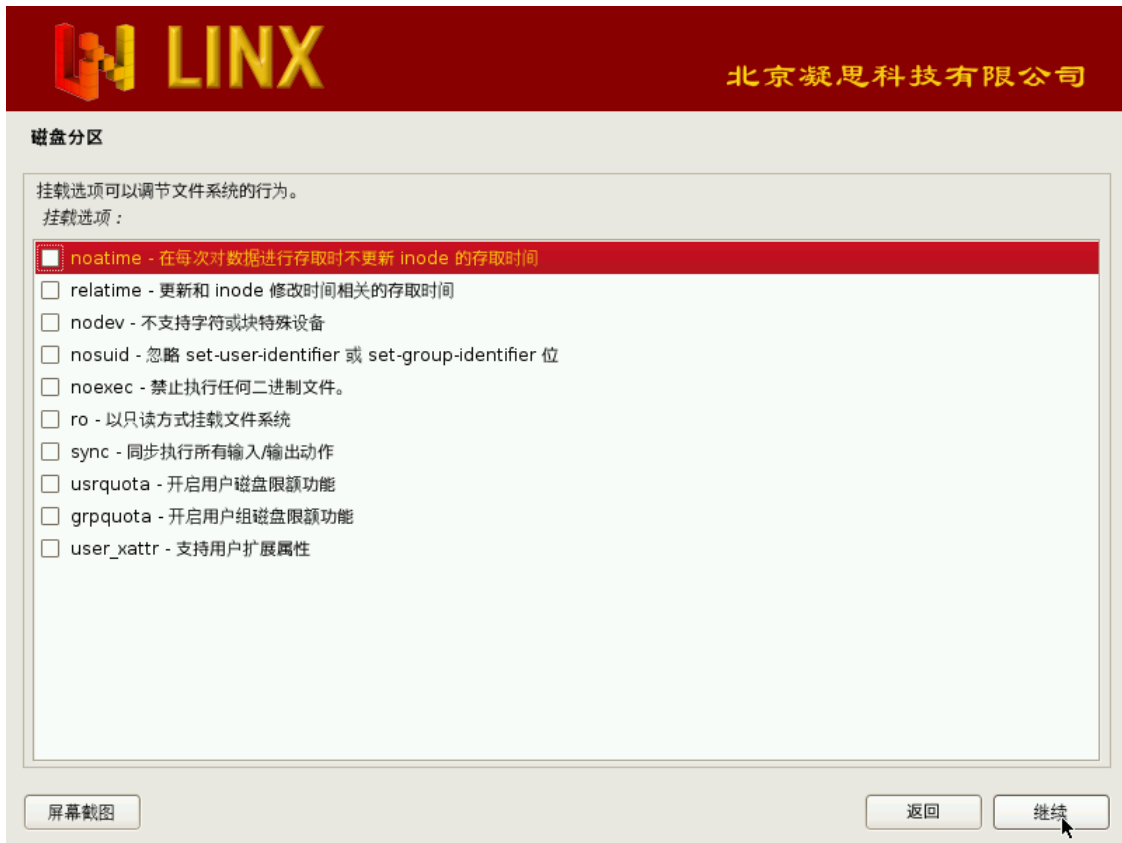 LINX
北京凝思科技有限公司
磁盘分区
挂载选项可以调节文件系统的行为。
挂载选项：
noatime - 在每次对数据进行存取时不更新 inode 的存取时间
relatime - 更新和 inode 修改时间相关的存取时间
nodev - 不支持字符或块特殊设备
nosuid - 忽略 set-user-identifier 或 set-group-identifier 位
noexec - 禁止执行任何二进制文件。
ro - 以只读方式挂载文件系统
sync - 同步执行所有输入/输出动作
usrquota - 开启用户磁盘限额功能
grpquota - 开启用户组磁盘限额功能
user_xattr - 支持用户扩展属性
屏幕截图
返回
继续